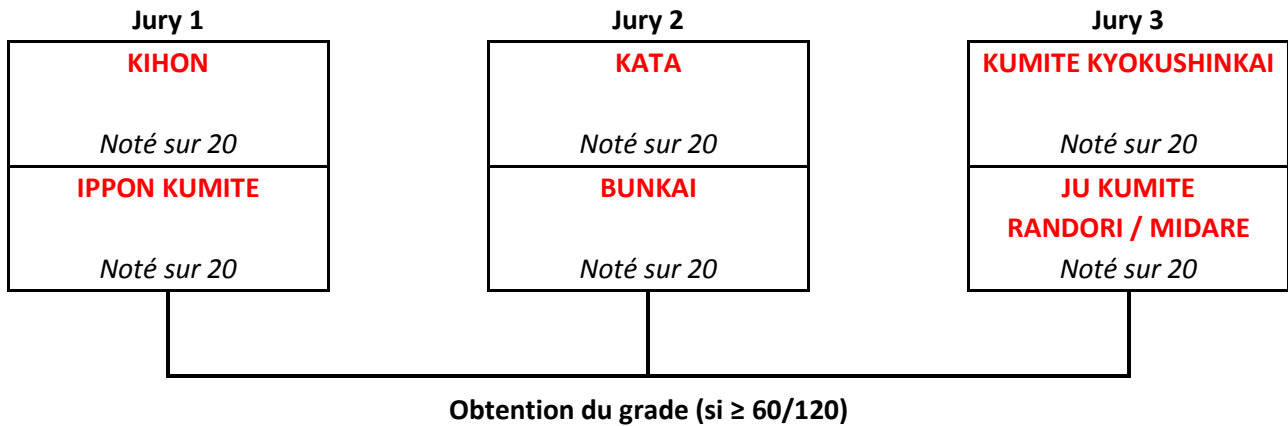 Jury 1
KIHON
Noté sur 20
IPPON KUMITE
Noté sur 20
Jury 2
KATA
Noté sur 20
BUNKAI
Noté sur 20
Jury 3
KUMITE KYOKUSHINKAI
Noté sur 20
JU KUMITE
RANDORI / MIDARE
Noté sur 20
Obtention du grade (si ≥ 60/120)